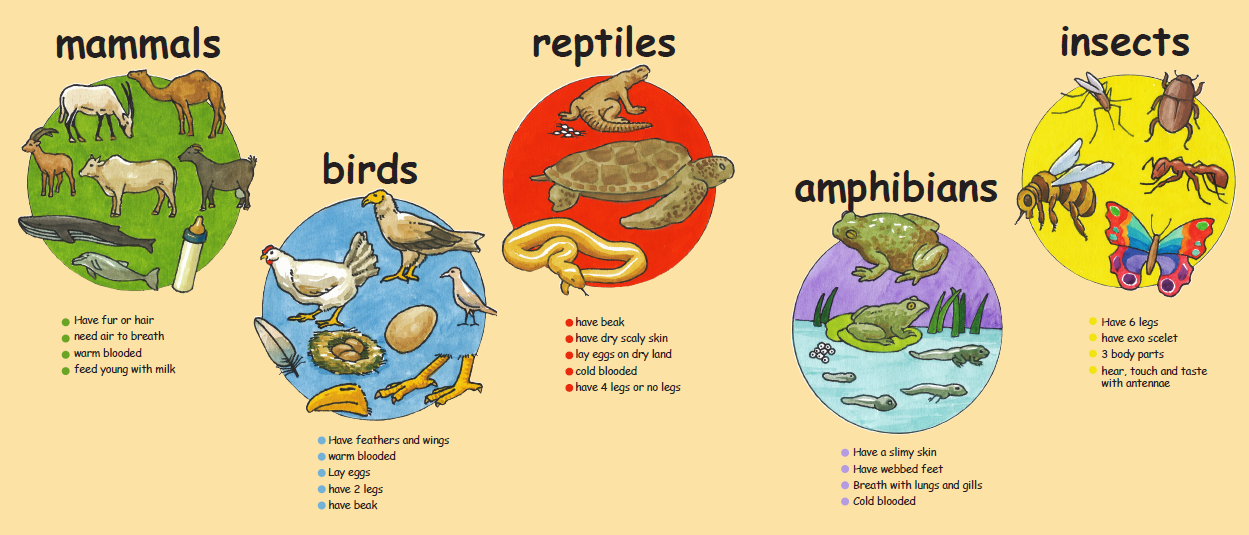 mammals
Have fur or hair
need air to breath
warm blooded
feed young with milk
birds
Have feathers and wings
warm blooded
Lay eggs
have 2 legs
have beak
reptiles
have beak
have dry scaly skin
lay eggs on dry land
cold blooded
have 4 legs or no legs
amphibians
Have a slimy skin
Have webbed feet
Breath with lungs and gills
Cold blooded
insects
Have 6 legs
have exo scelet
3 body parts
hear, touch and taste
with antennae